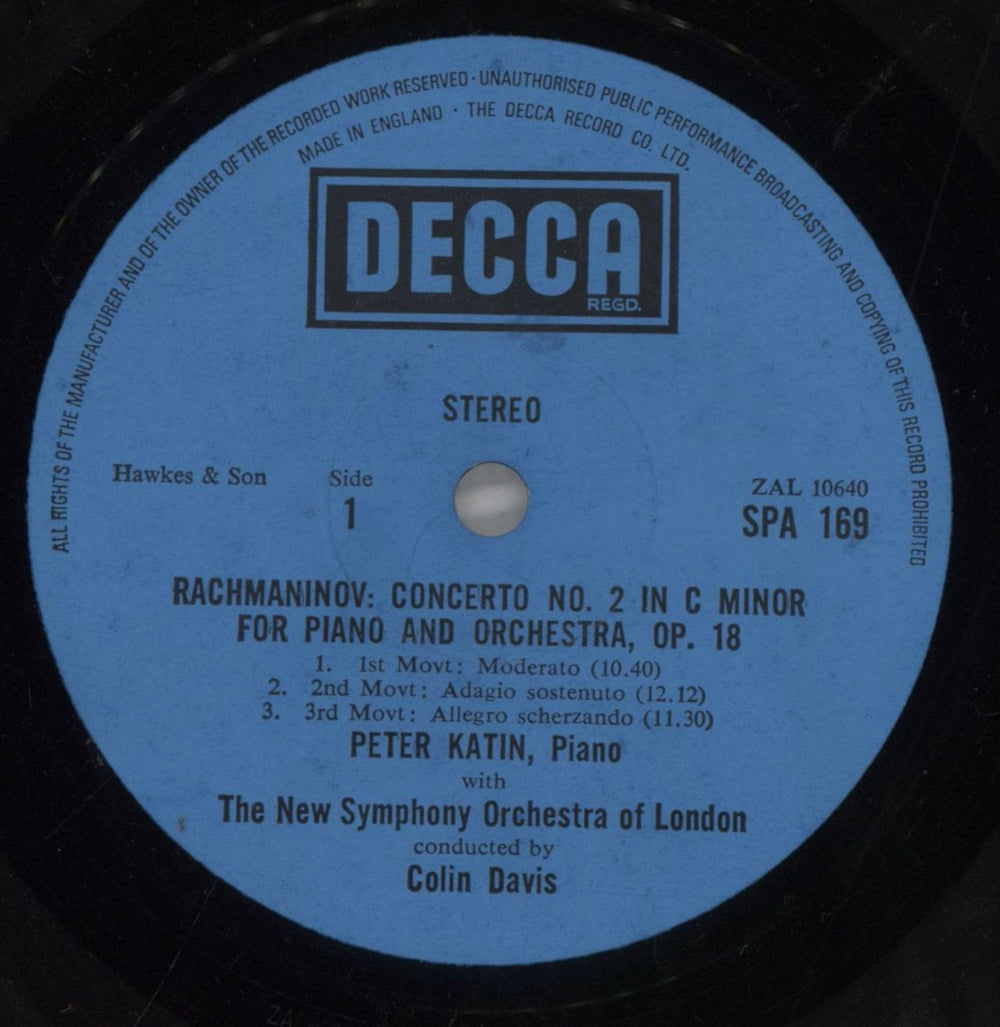 ALL RIGHTS OF THE MANUFACTURER AND OF THE OWNER OF THE RECORDED WORK RESERVED · UNAUTHORISED PUBLIC PERFORMANCE BROADCASTING AND COPYING OF THIS RECORD PROHIBITED
MADE IN ENGLAND · THE DECCA RECORD CO. LTD.
DECCA
REGD.
STEREO
Hawkes & Son
Side
1
ZAL 10640
SPA 169
RACHMANINOV: CONCERTO NO. 2 IN C MINOR
FOR PIANO AND ORCHESTRA, OP. 18
1. 1st Movt: Moderato (10.40)
2. 2nd Movt: Adagio sostenuto (12.12)
3. 3rd Movt: Allegro scherzando (11.30)
PETER KATIN, Piano
with
The New Symphony Orchestra of London
conducted by
Colin Davis